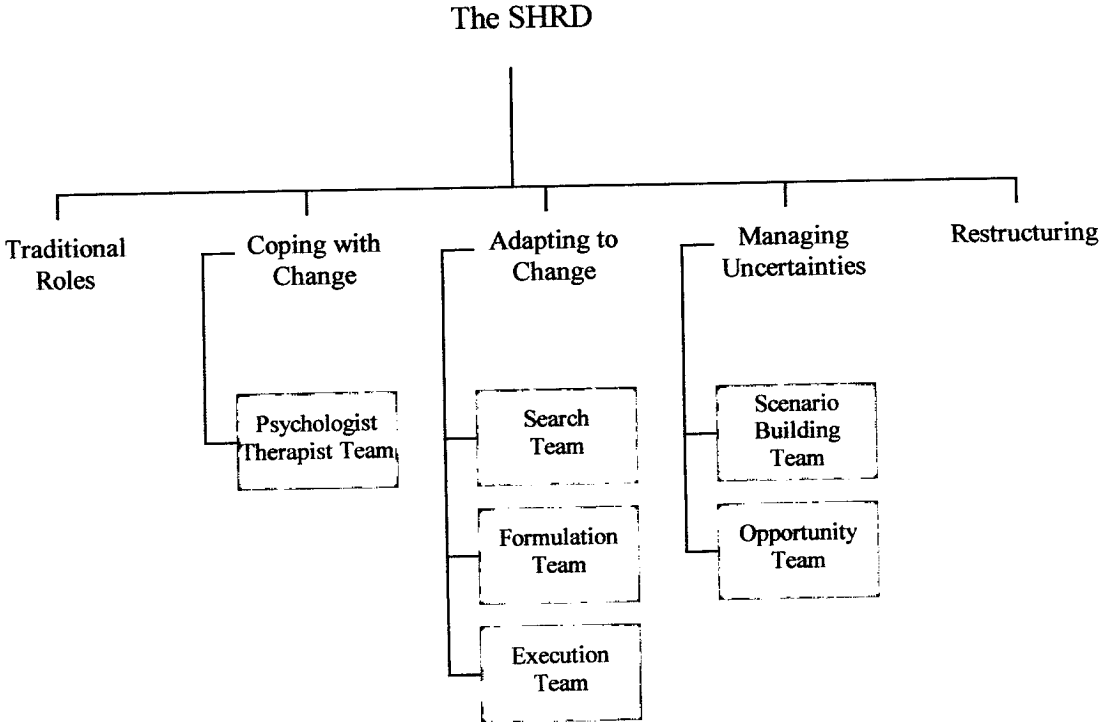 The SHRD
Traditional
Roles
Coping with
Change
Adapting to
Change
Managing
Uncertainties
Restructuring
Psychologist
Therapist Team
Search
Team
Scenario
Building
Team
Formulation
Team
Opportunity
Team
Execution
Team